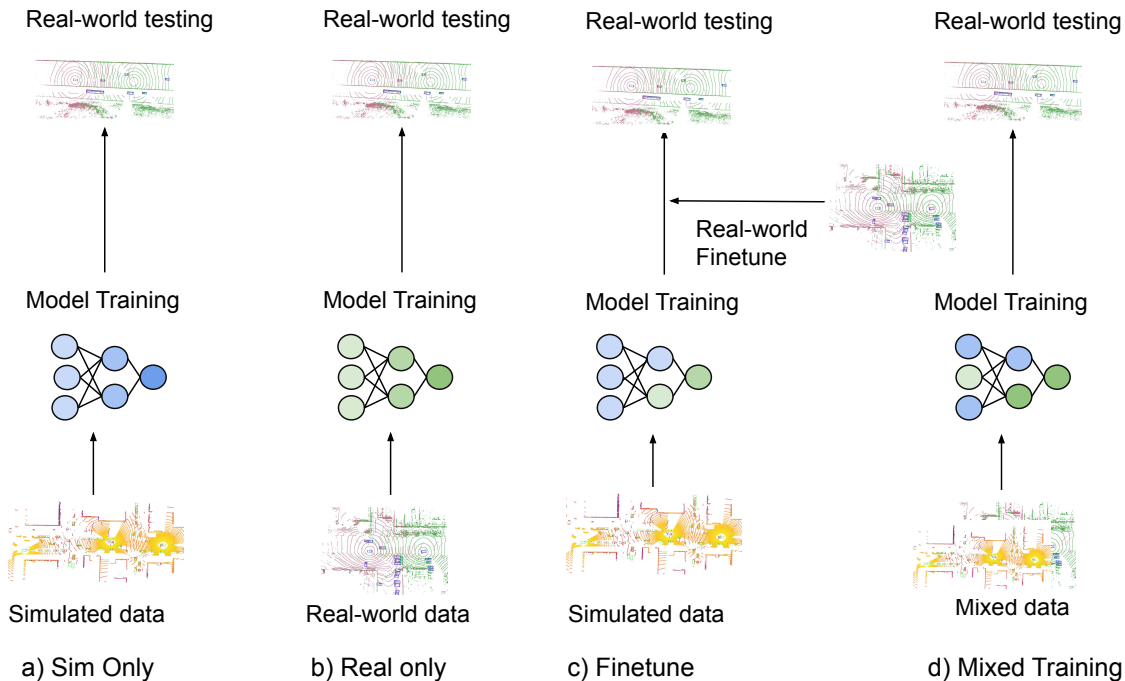 Real-world testing
Real-world testing
Real-world testing
Real-world testing
Real-world
Finetune
Model Training
Model Training
Model Training
Model Training
Simulated data
Real-world data
Simulated data
Mixed data
a) Sim Only
b) Real only
c) Finetune
d) Mixed Training